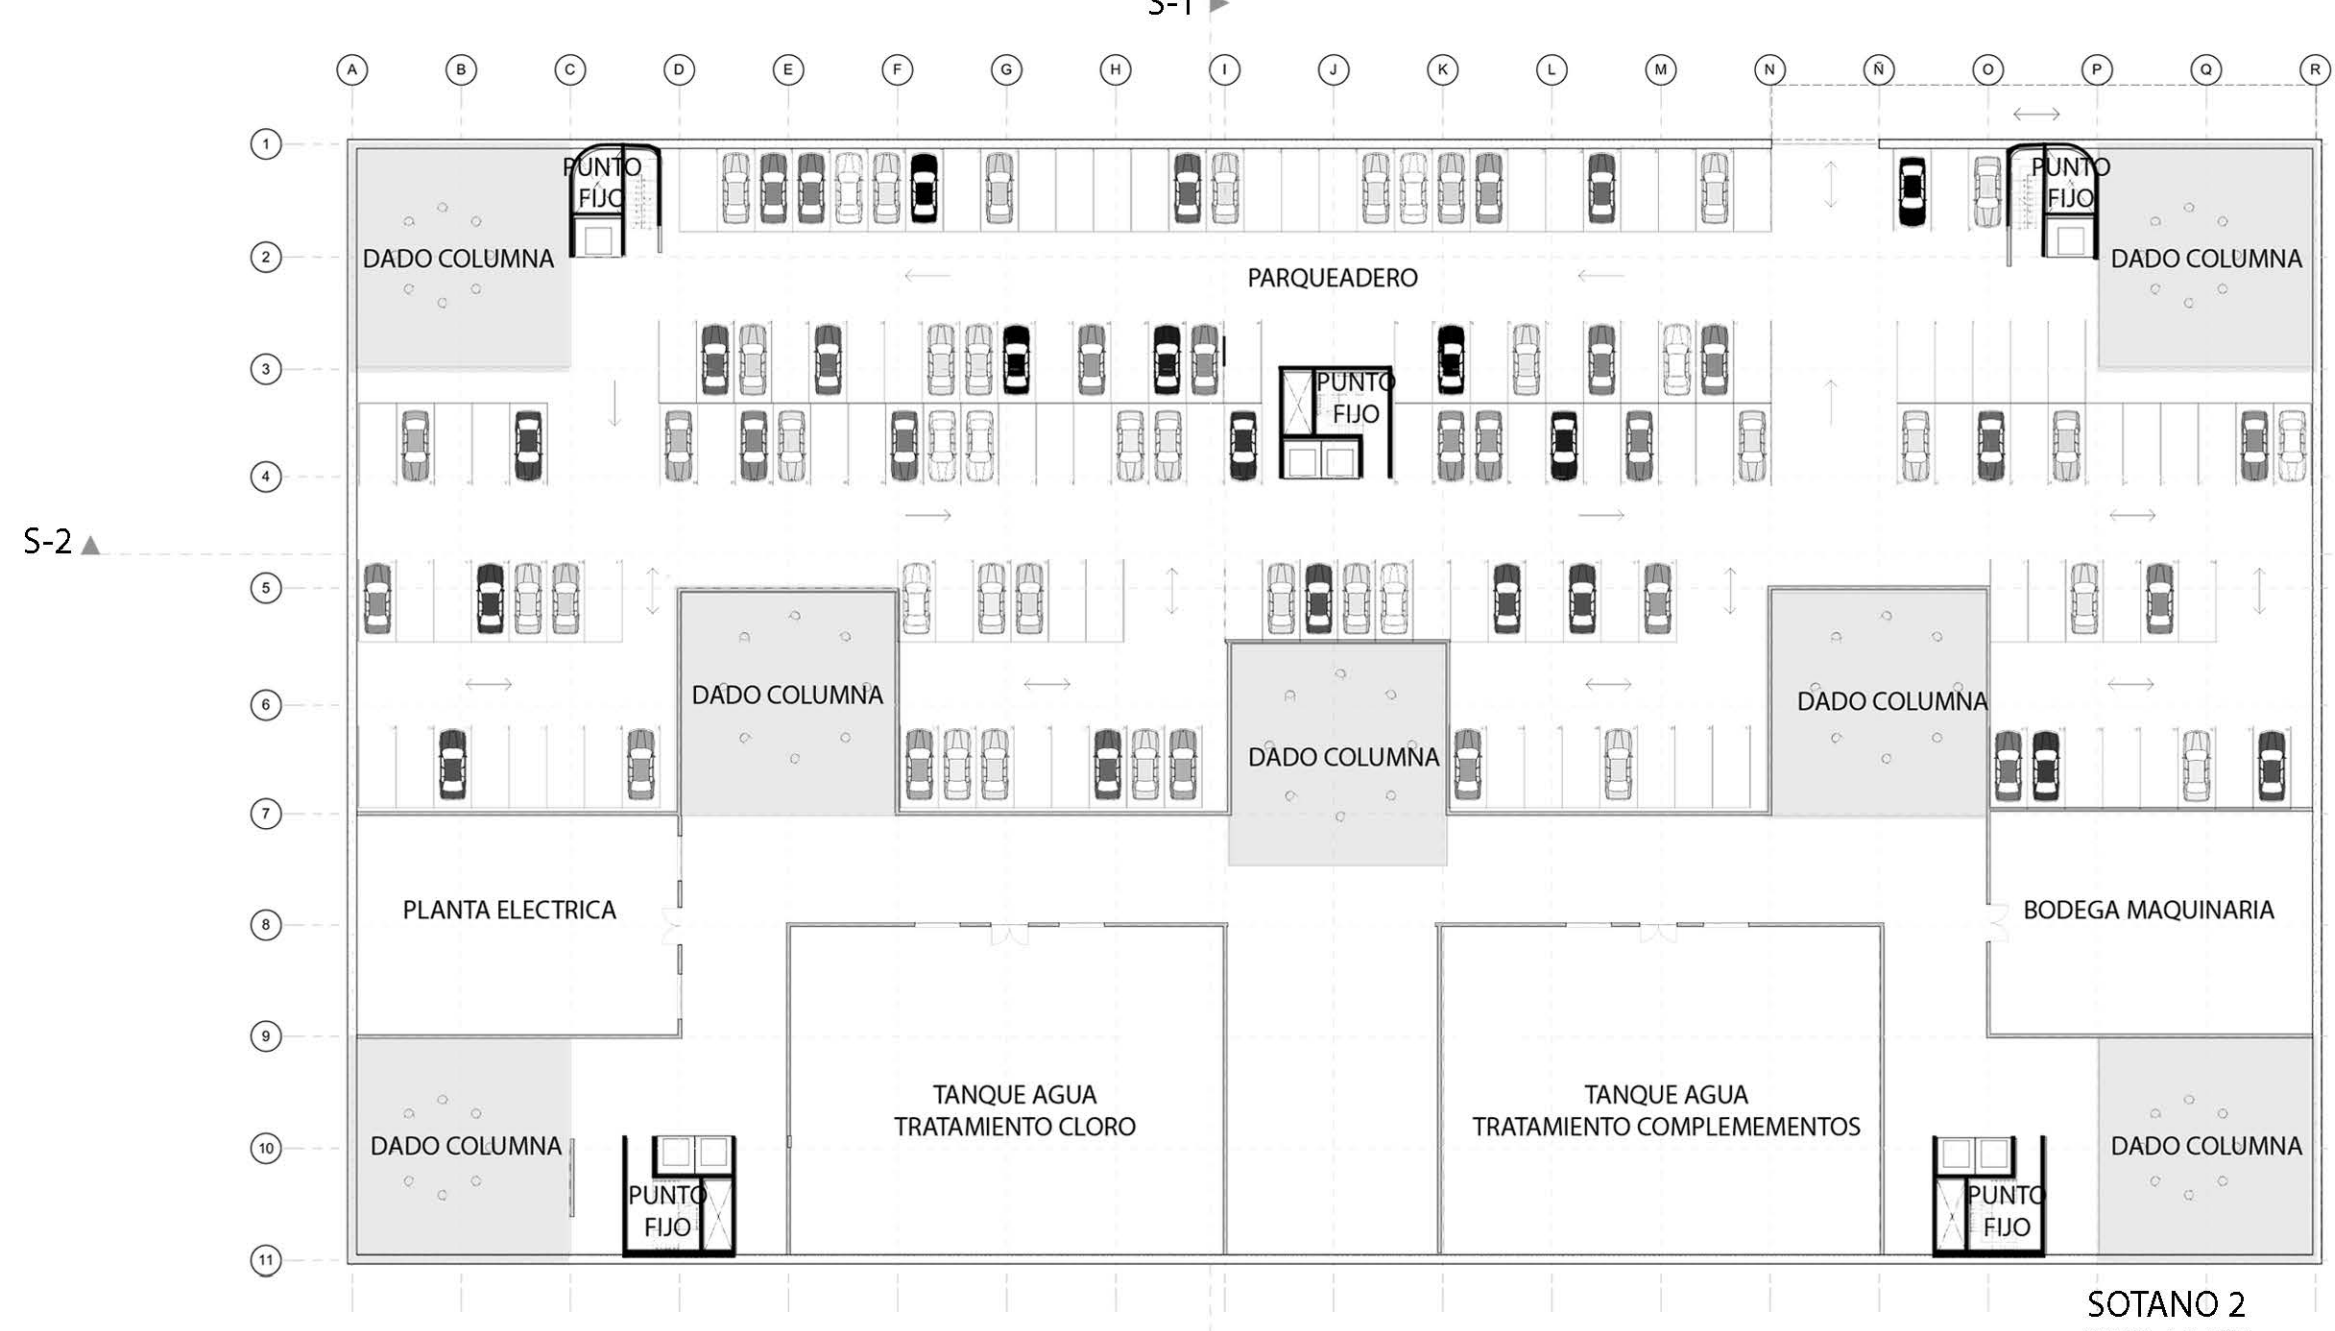 S-1
A B C D E F G H I J K L M N Ñ O P Q R
1
PUNTO
FIJO
PUNTO
FIJO
DADO COLUMNA
DADO COLUMNA
2
PARQUEADERO
3
PUNTO
FIJO
4
S-2
5
6
DADO COLUMNA
DADO COLUMNA
DADO COLUMNA
7
PLANTA ELECTRICA
BODEGA MAQUINARIA
8
9
TANQUE AGUA
TRATAMIENTO CLORO
TANQUE AGUA
TRATAMIENTO COMPLEMEMENTOS
10
DADO COLUMNA
DADO COLUMNA
PUNTO
FIJO
PUNTO
FIJO
11
SOTANO 2